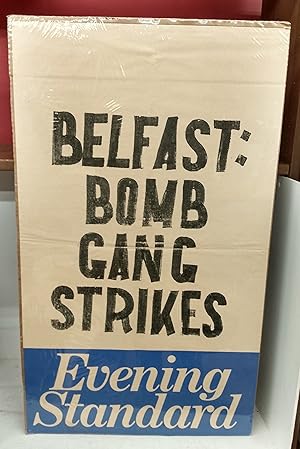 BELFAST:
BOMB
GANG
STRIKES
Evening
Standard